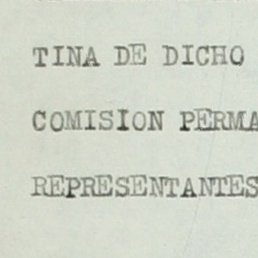 TINA DE DICHO
COMISION PERMA
REPRESENTANTES